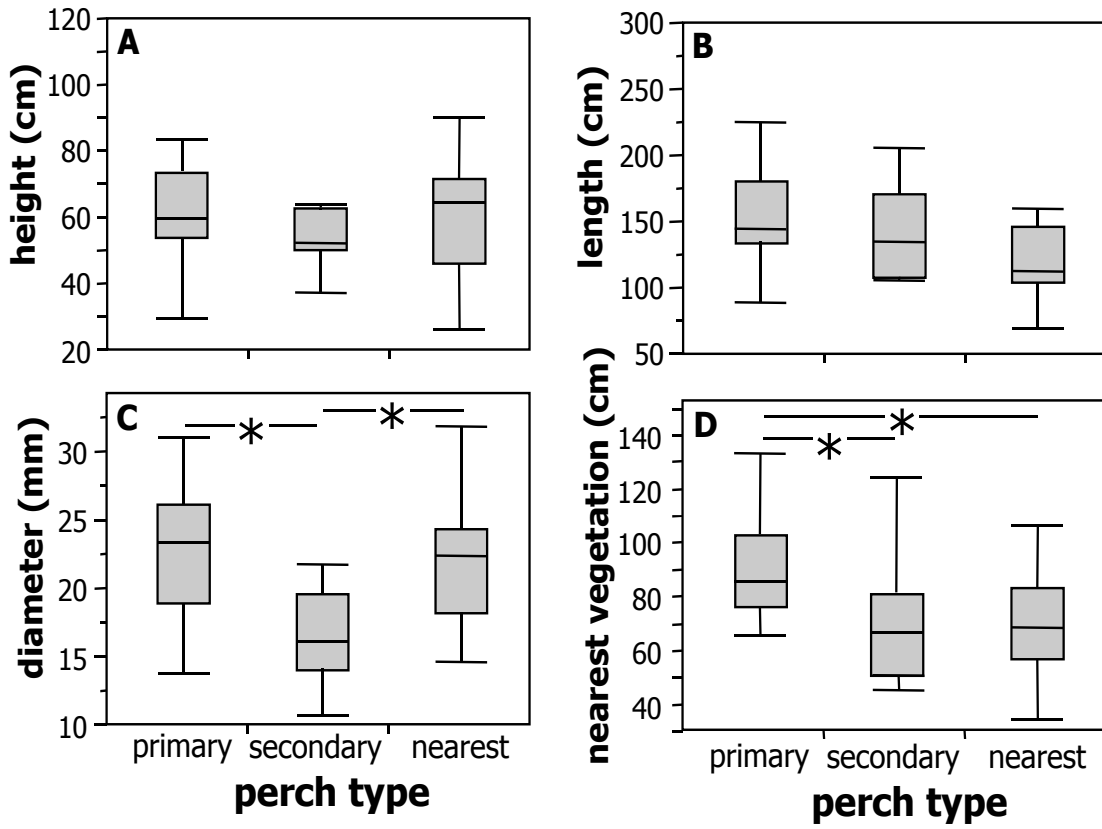 A
height (cm)
120
100
80
60
40
20
B
length (cm)
300
250
200
150
100
50
C
diameter (mm)
30
25
20
15
10
*
*
primary secondary nearest
perch type
D
nearest vegetation (cm)
140
120
100
80
60
40
*
*
primary secondary nearest
perch type